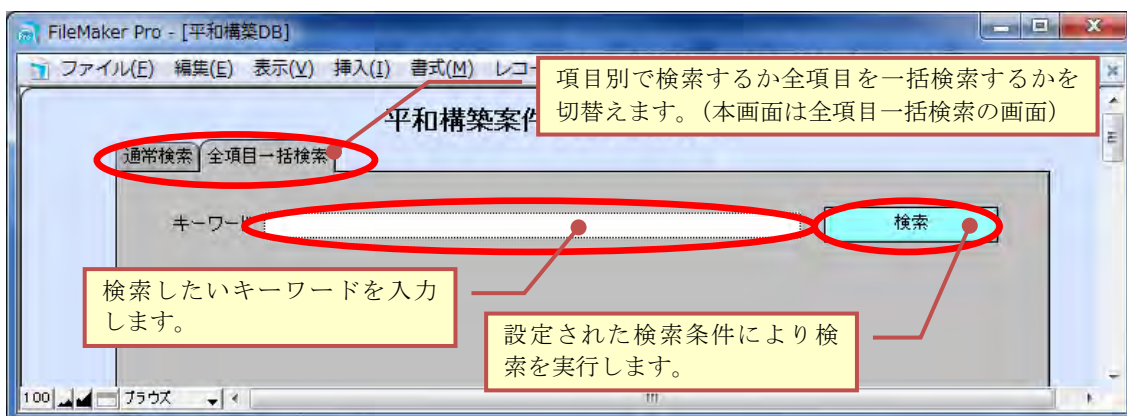 FileMaker Pro - [平和構築DB]
ファイル(F) 編集(E) 表示(V) 挿入(I) 書式(M) レコー
項目別で検索するか全項目を一括検索するかを
切替えます。(本画面は全項目一括検索の画面)
平和構築案件
通常検索 全項目一括検索
キーワード
検索
検索したいキーワードを入力
します。
設定された検索条件により検
索を実行します。
100 ブラウズ